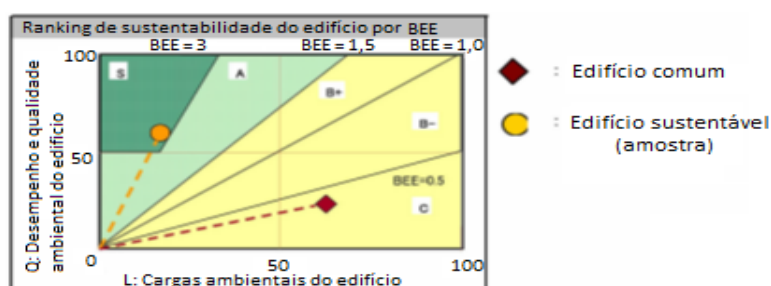 Ranking de sustentabilidade do edifício por BEE
BEE = 3 BEE = 1,5 BEE = 1,0
100
S A
B+
B-
50
BEE=0.5
C
0 50 100
Q: Desempenho e qualidade
ambiental do edifício
L: Cargas ambientais do edifício
: Edifício comum
: Edifício sustentável
(amostra)